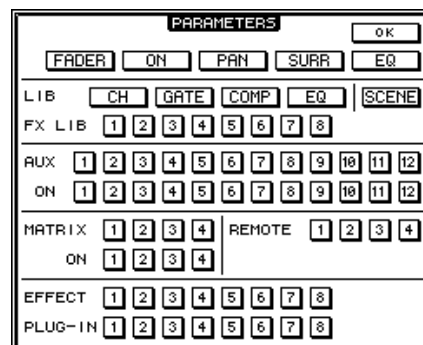 PARAMETERS
OK
FADER ON PAN SURR EQ
LIB CH GATE COMP EQ SCENE
FX LIB 1 2 3 4 5 6 7 8
AUX 1 2 3 4 5 6 7 8 9 10 11 12
ON 1 2 3 4 5 6 7 8 9 10 11 12
MATRIX 1 2 3 4 REMOTE 1 2 3 4
ON 1 2 3 4
EFFECT 1 2 3 4 5 6 7 8
PLUG-IN 1 2 3 4 5 6 7 8